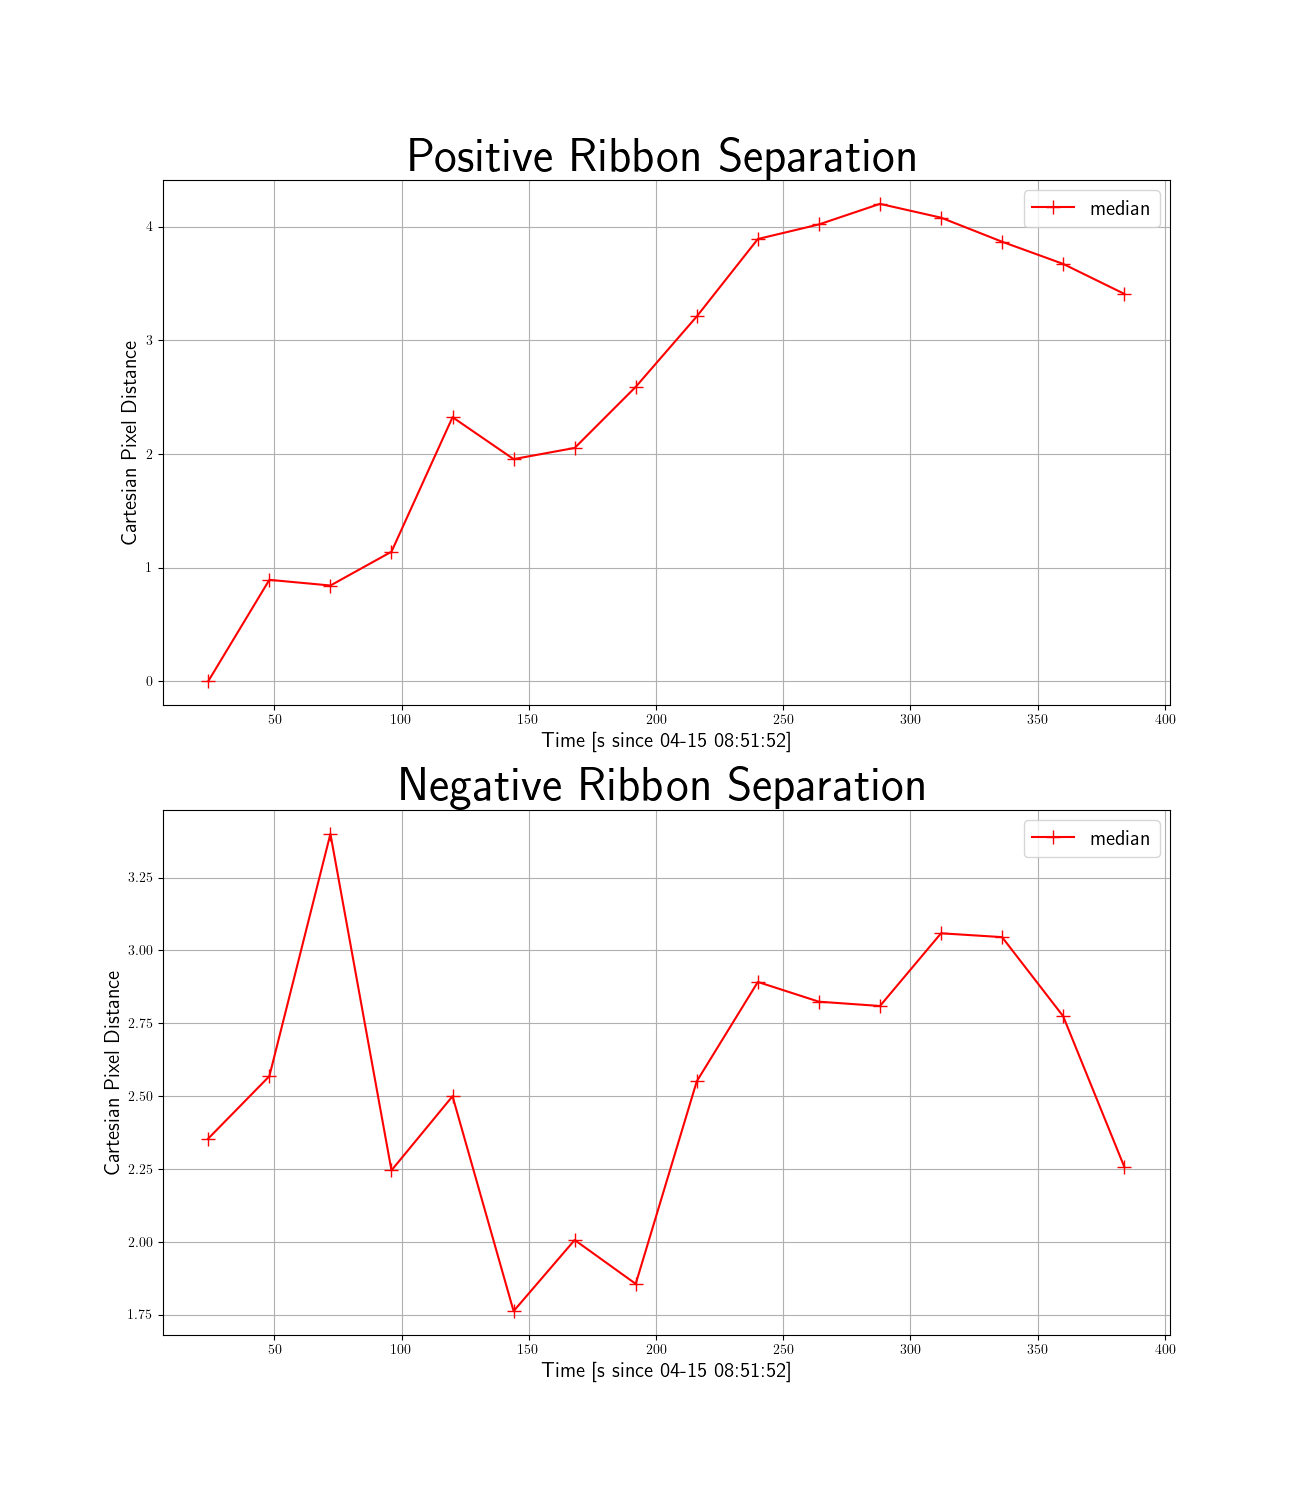 Positive Ribbon Separation
median
4
3
2
1
0
Cartesian Pixel Distance
50 100 150 200 250 300 350 400
Time [s since 04-15 08:51:52]
Negative Ribbon Separation
median
3.25
3.00
2.75
2.50
2.25
2.00
1.75
Cartesian Pixel Distance
50 100 150 200 250 300 350 400
Time [s since 04-15 08:51:52]